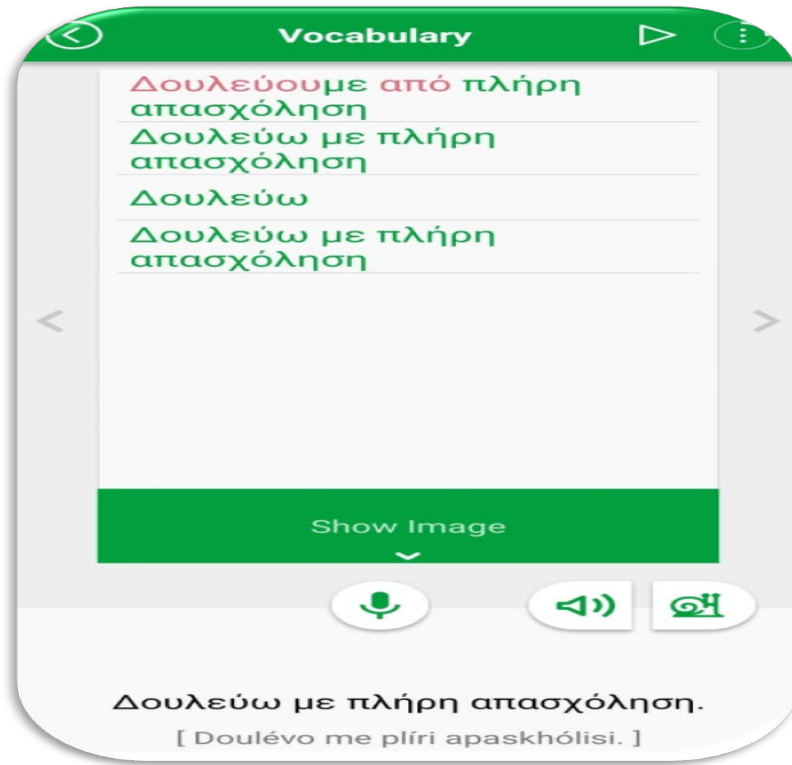 Vocabulary
Δουλεύουμε από πλήρη
απασχόληση
Δουλεύω με πλήρη
απασχόληση
Δουλεύω
Δουλεύω με πλήρη
απασχόληση
Show Image
Δουλεύω με πλήρη απασχόληση.
[ Doulévo me plíri apaskhólisi. ]